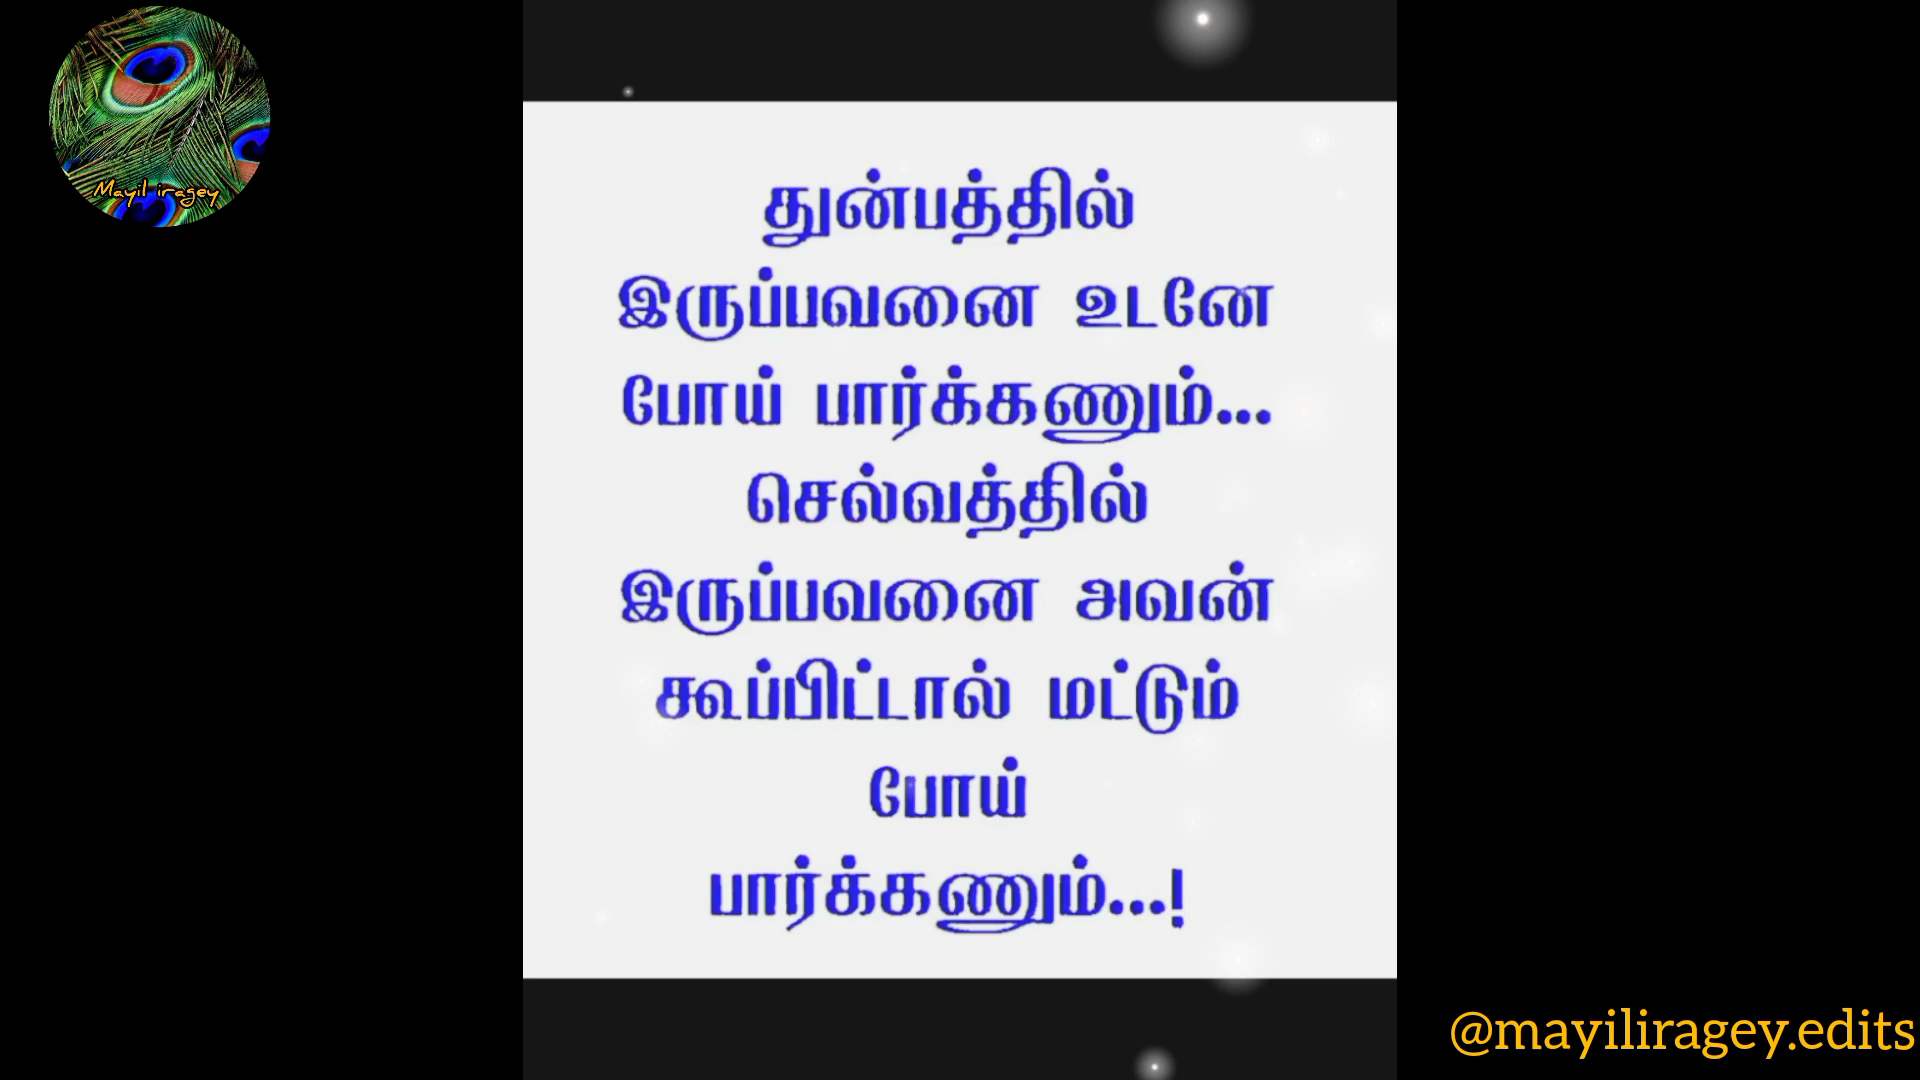 Mayil iragey
துன்பத்தில்
இருப்பவனை உடனே
போய் பார்க்கணும்...
செல்வத்தில்
இருப்பவனை அவன்
கூப்பிட்டால் மட்டும்
போய்
பார்க்கணும்...!
@mayiliragey.edits